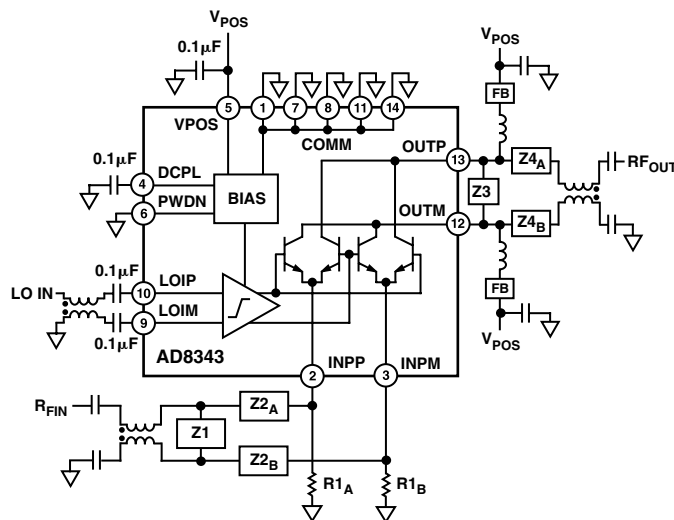 VPOS
0.1µF
VPOS
5
1
7
8
11
14
FB
VPOS
COMM
OUTP
13
Z4A
RFOUT
0.1µF
4
DCPL
BIAS
Z3
6
PWDN
OUTM
12
Z4B
0.1µF
LO IN
10
LOIP
FB
9
LOIM
0.1µF
VPOS
AD8343
INPP
INPM
2
3
RFIN
Z2A
Z1
Z2B
R1A
R1B